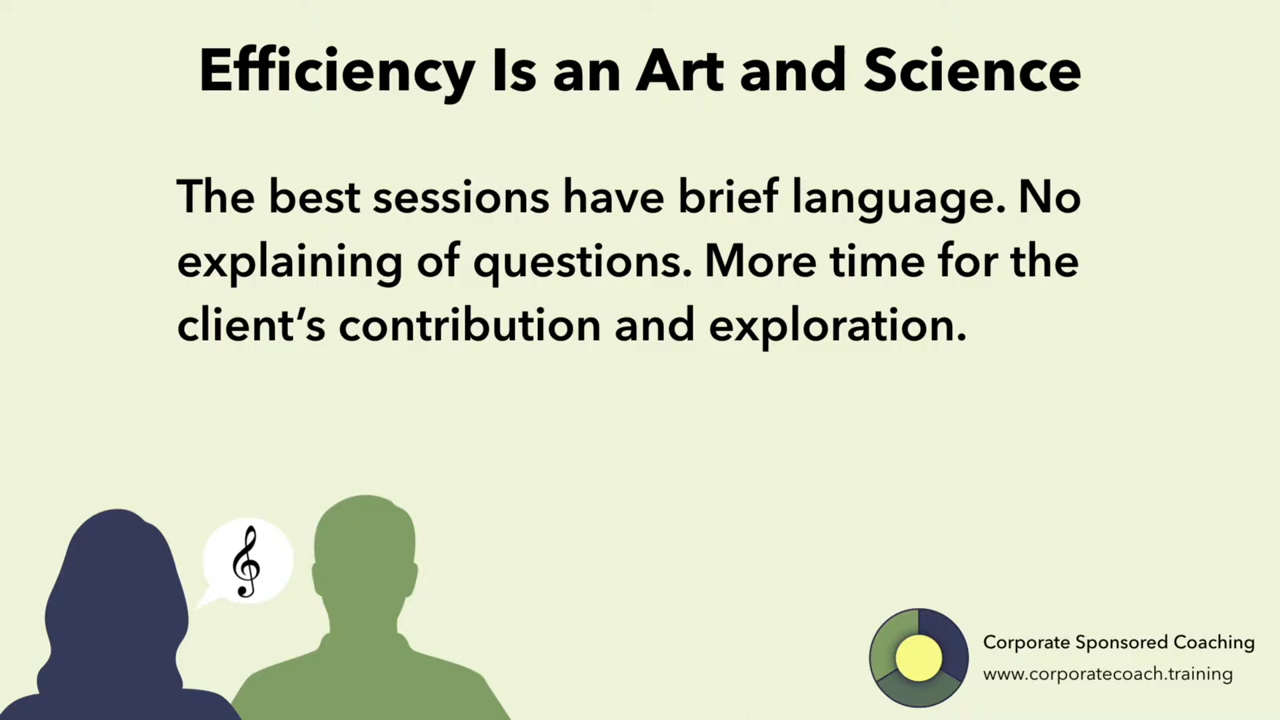 Efficiency Is an Art and Science
The best sessions have brief language. No
explaining of questions. More time for the
client’s contribution and exploration.
Corporate Sponsored Coaching
www.corporatecoach.training